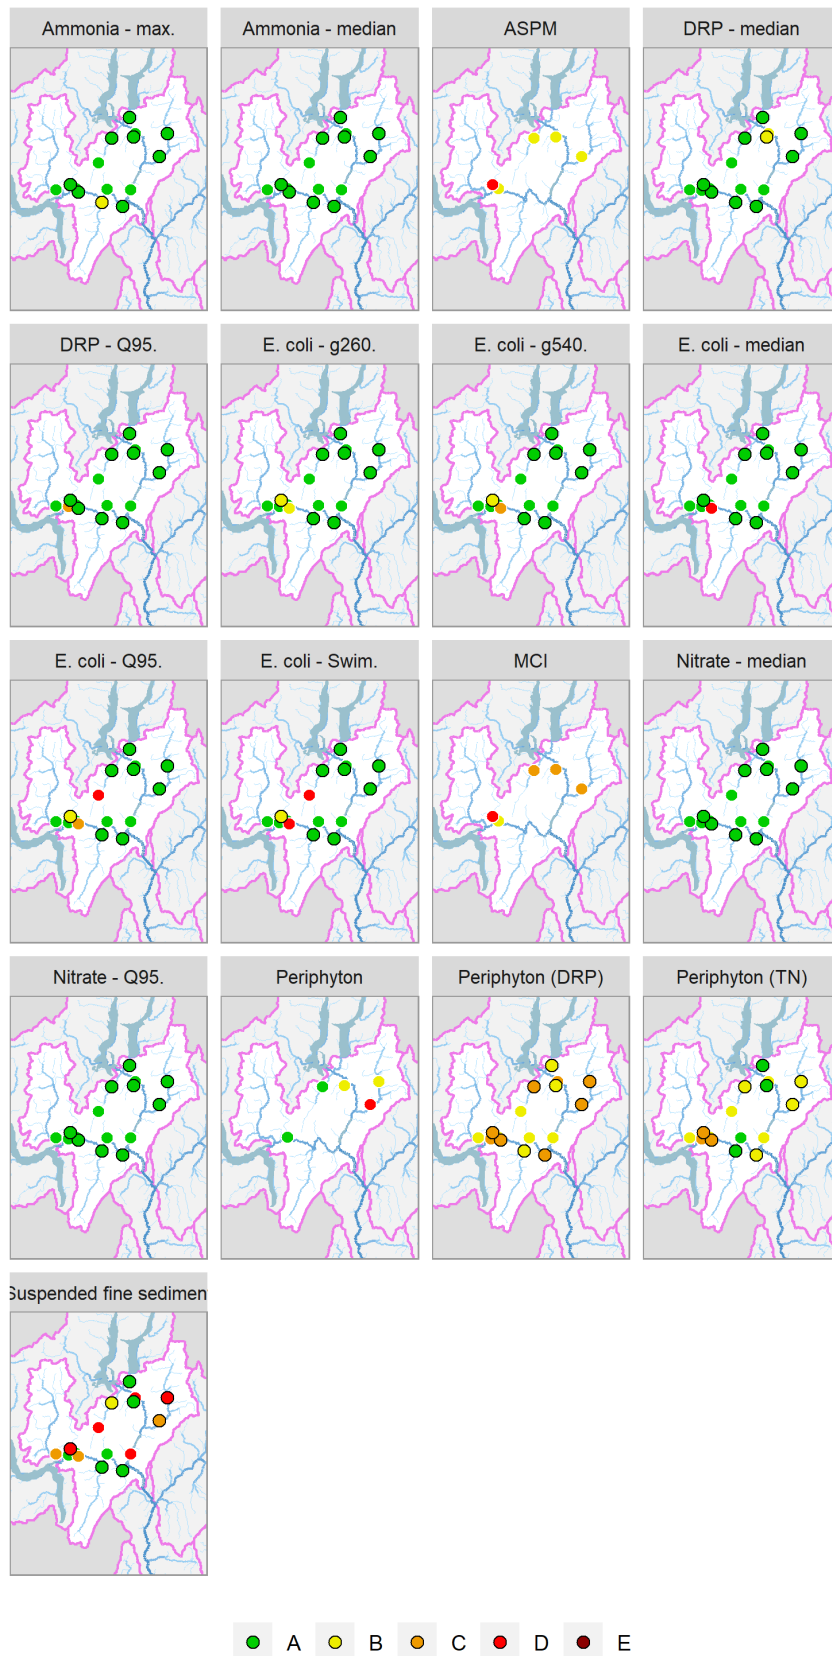 Ammonia - max.
Ammonia - median
ASPM
DRP - median
DRP - Q95.
E. coli - g260.
E. coli - g540.
E. coli - median
E. coli - Q95.
E. coli - Swim.
MCI
Nitrate - median
Nitrate - Q95.
Periphyton
Periphyton (DRP)
Periphyton (TN)
Suspended fine sedimen
A B C D E